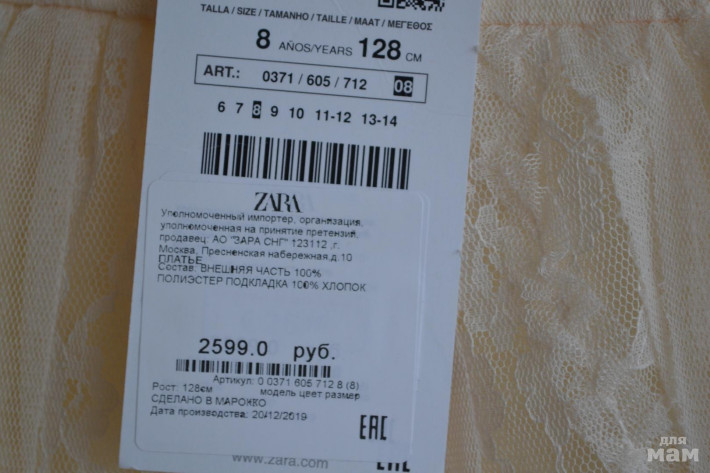 TALLA / SIZE / TAMANHO / TAILLE / MAAT / ΜΕΓΕΘΟΣ
8 AÑOS/YEARS 128 CM
ART.: 0371 / 605 / 712 08
6 7 8 9 10 11-12 13-14
ZARA
Уполномоченный импортер, организация,
уполномоченная на принятие претензия,
продавец: АО "ЗАРА СНГ" 123112 ,г.
Москва, Пресненская набережная,д.10
ПЛАТЬЕ
Состав: ВНЕШНЯЯ ЧАСТЬ 100%
ПОЛИЭСТЕР ПОДКЛАДКА 100% ХЛОПОК
2599.0 руб.
Артикул: 0 0371 605 712 8 (8)
модель цвет размер
Рост: 128см
СДЕЛАНО В МАРОККО
Дата производства: 20/12/2019
EAC
www.zara.com
EAC
для
мам